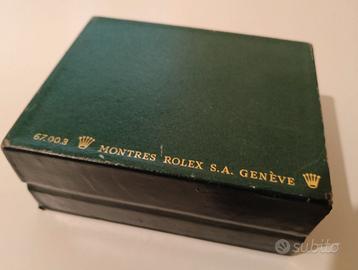 67.00.3 MONTRES ROLEX S.A. GENÈVE
subito